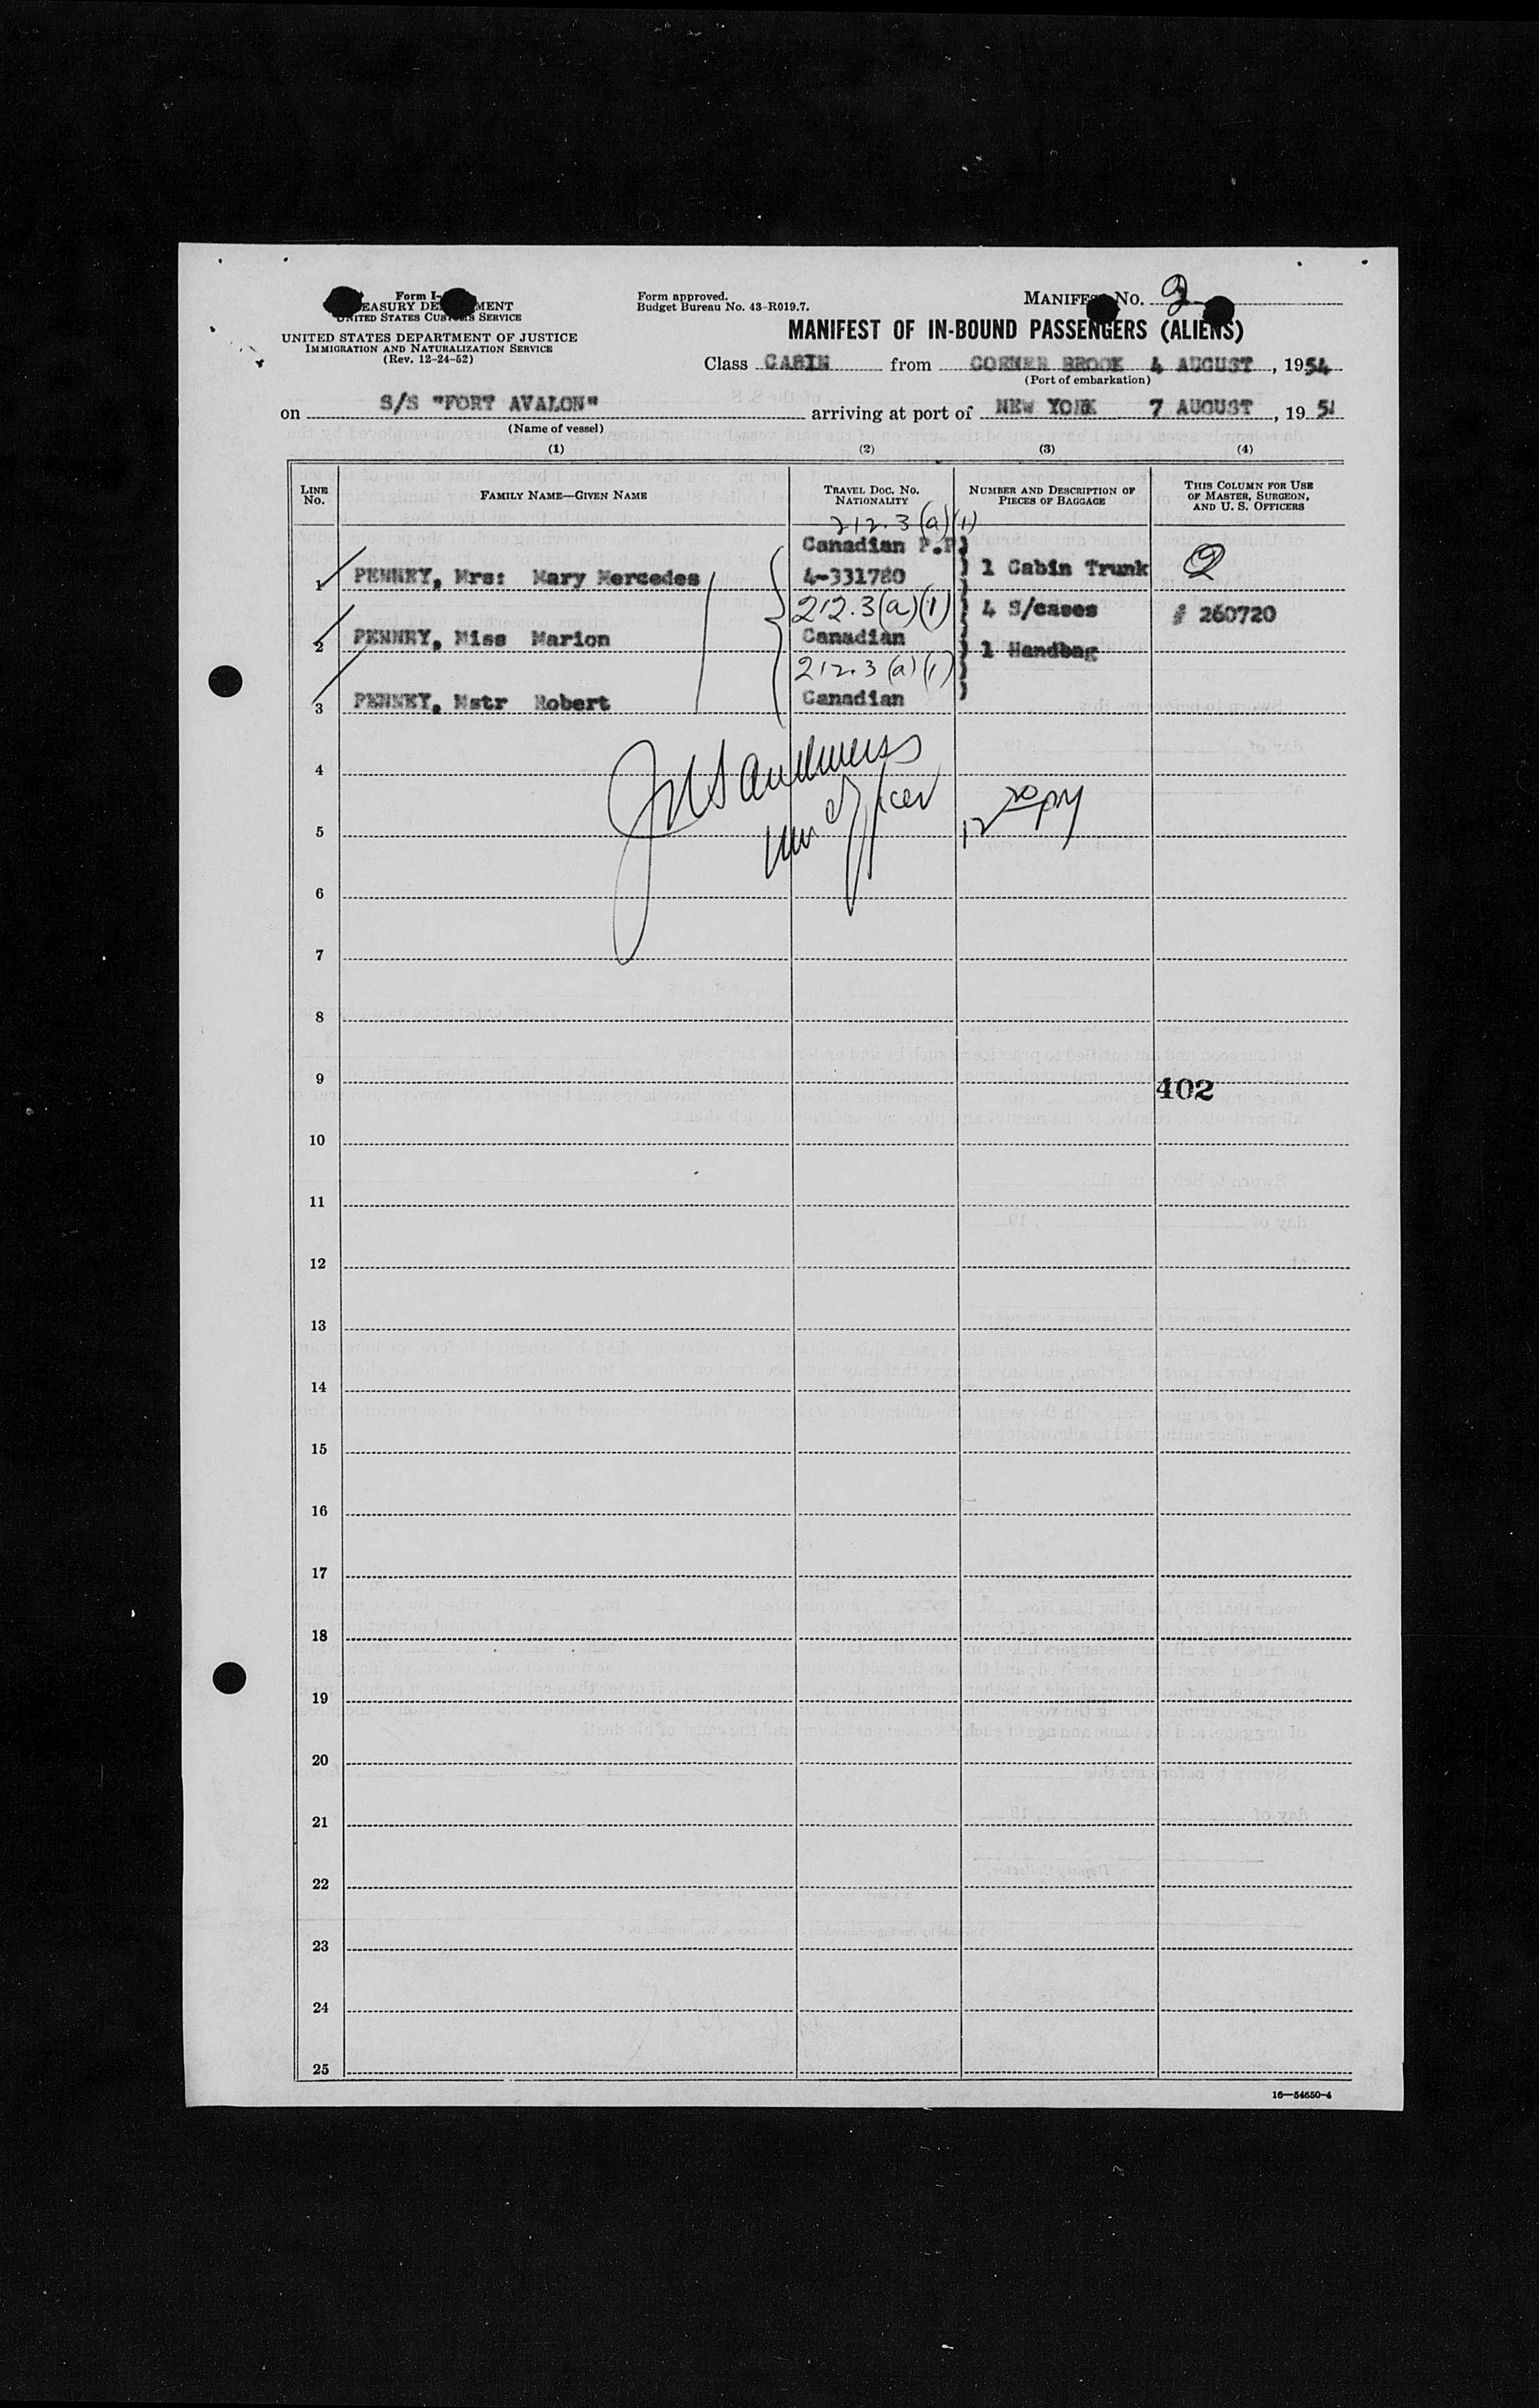 Form I-
TREASURY DEPARTMENT
UNITED STATES CUSTOMS SERVICE
UNITED STATES DEPARTMENT OF JUSTICE
IMMIGRATION AND NATURALIZATION SERVICE
(Rev. 12-24-52)
Form approved.
Budget Bureau No. 43-R019.7.
MANIFEST NO. 2
MANIFEST OF IN-BOUND PASSENGERS (ALIENS)
Class CABIN from CORNER BROOK 4 AUGUST, 1954
(Port of embarkation)
on S/S "FORT AVALON" arriving at port of NEW YORK 7 AUGUST, 195
(Name of vessel)
(1) (2) (3) (4)
LINE NO.
FAMILY NAME—GIVEN NAME
TRAVEL DOC. NO. NATIONALITY
NUMBER AND DESCRIPTION OF PIECES OF BAGGAGE
THIS COLUMN FOR USE OF MASTER, SURGEON, AND U. S. OFFICERS
212.3(a)(1)
Canadian P.P.)
1 PENNEY, Mrs: Mary Mercedes 4-331780 ) 1 Cabin Trunk
212.3(a)(1) ) 4 S/cases # 260720
2 PENNEY, Miss Marion Canadian ) 1 Handbag
212.3(a)(1) )
3 PENNEY, Mstr Robert Canadian )
4
Officer
5
6
7
8
9
402
10
11
12
13
14
15
16
17
18
19
20
21
22
23
24
25
16—54650-4